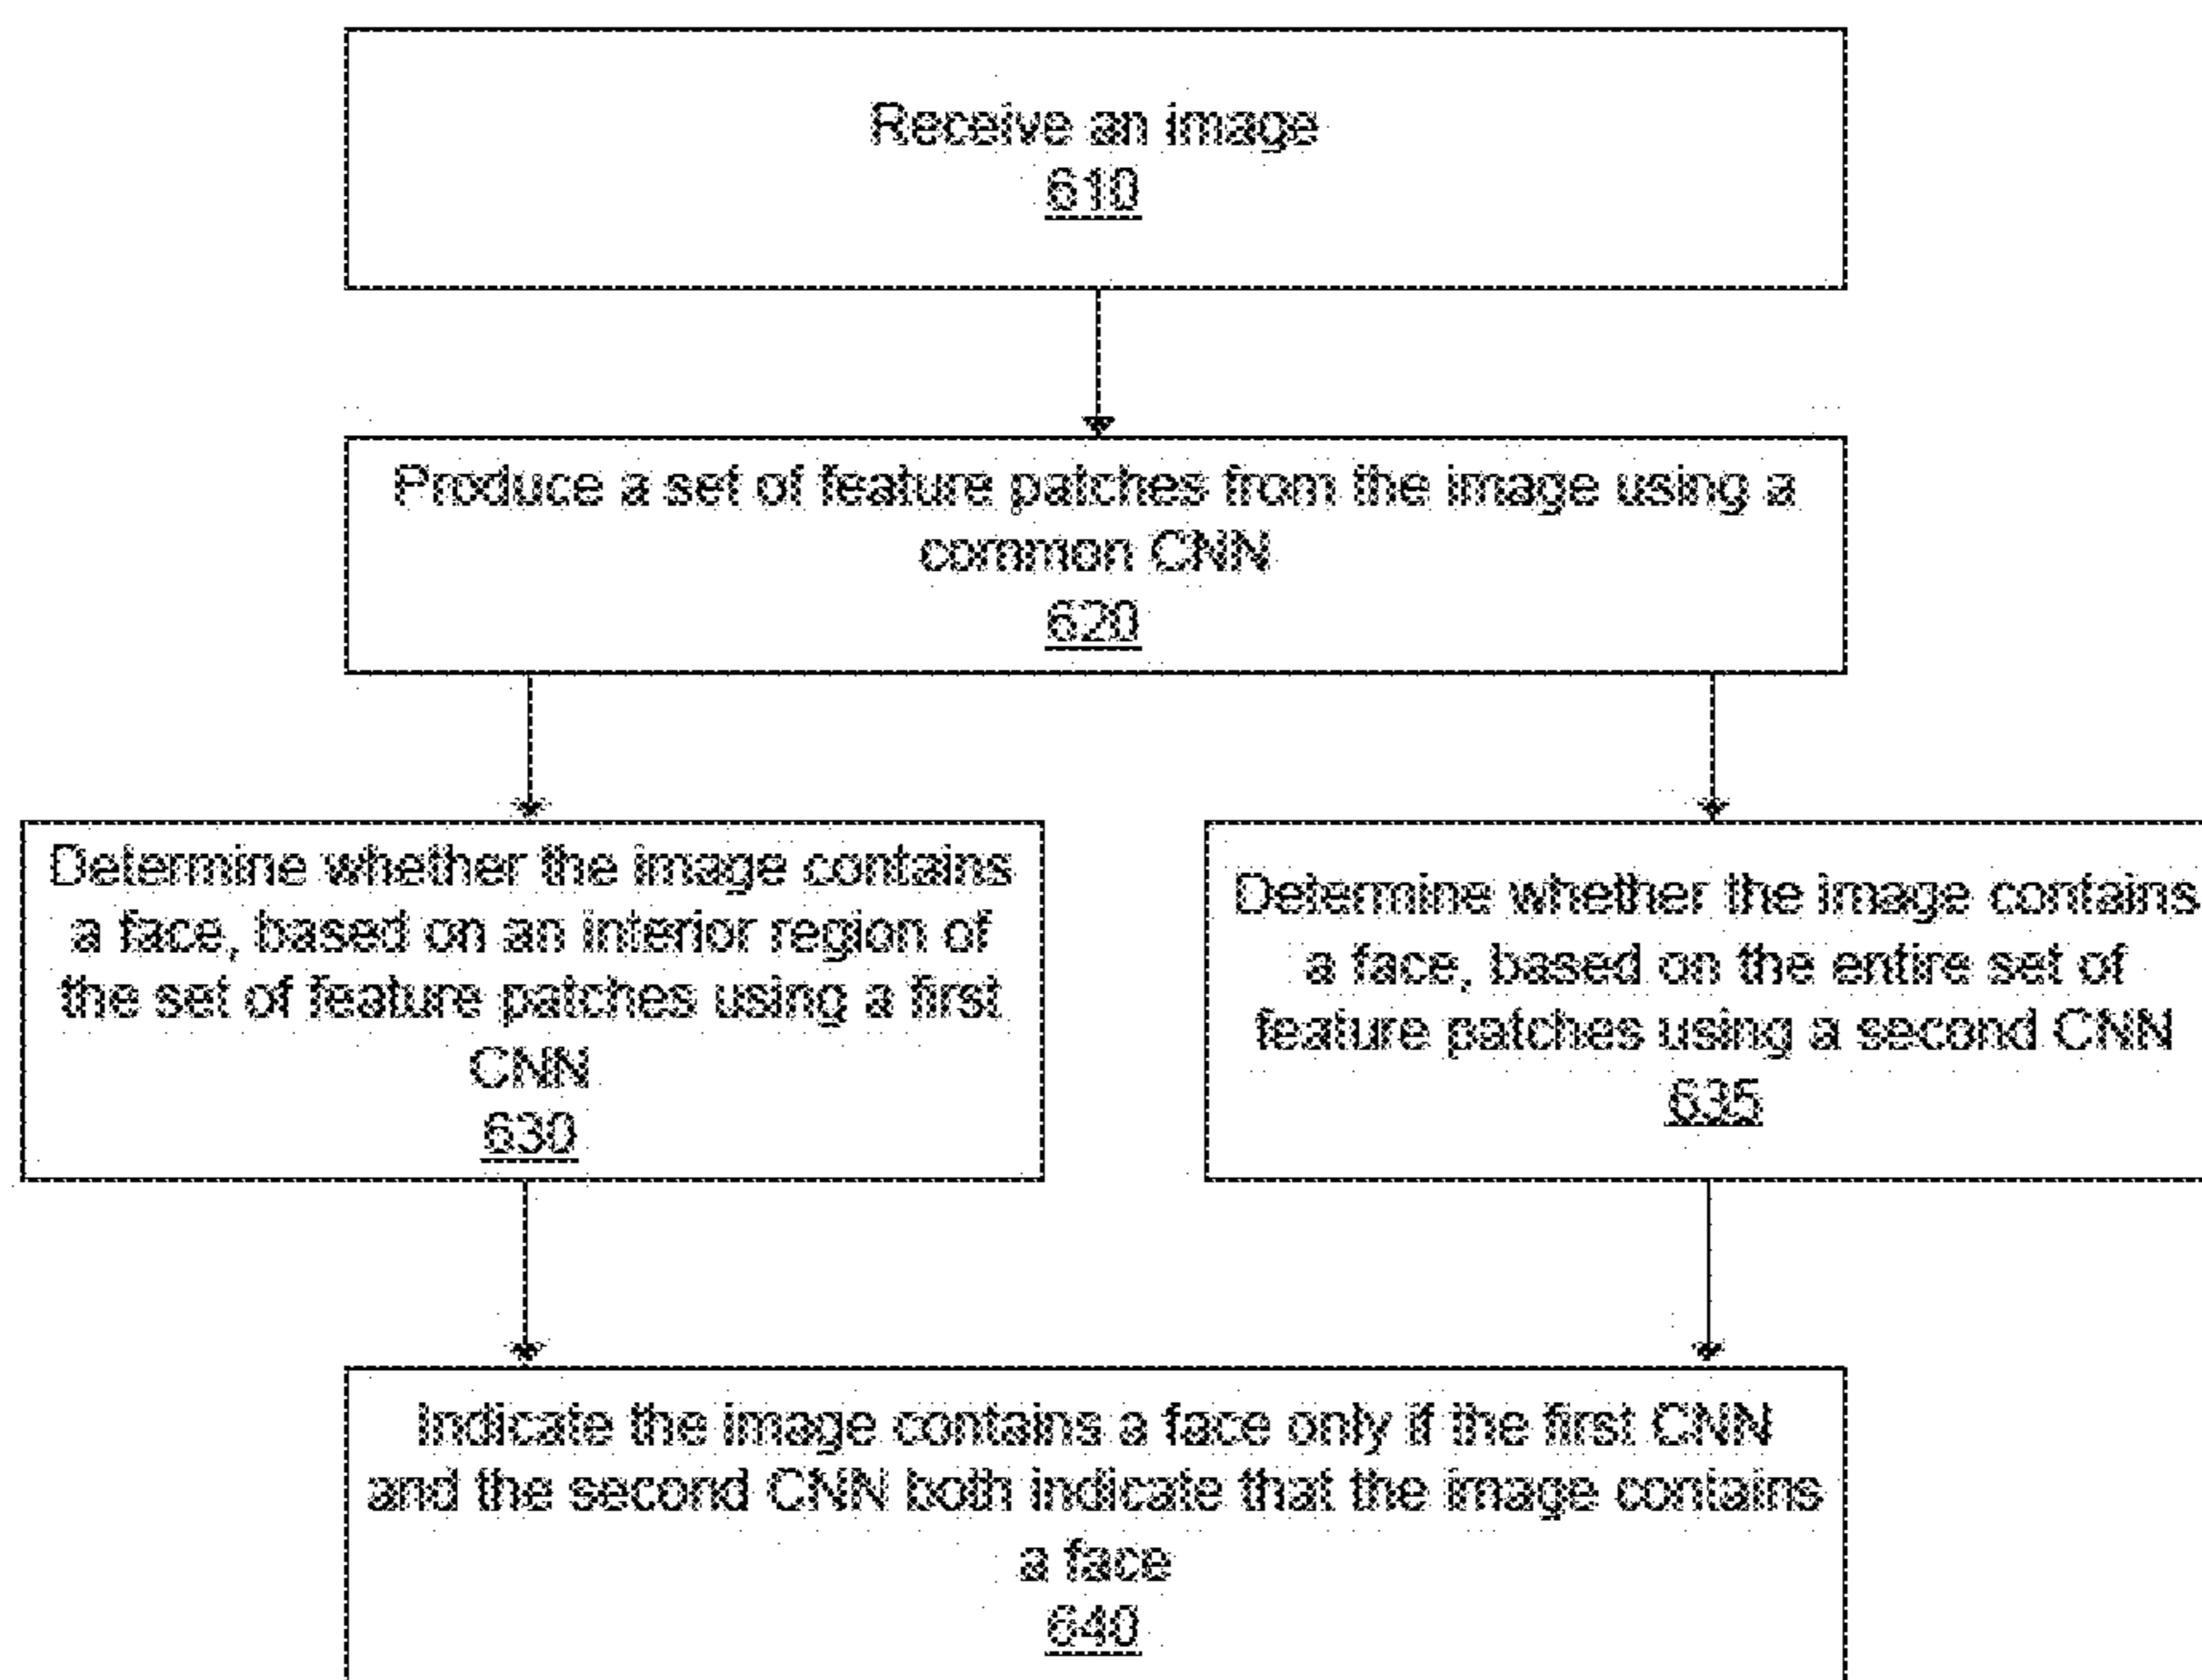 Receive an image
610
Produce a set of feature patches from the image using a
common CNN
620
Determine whether the image contains
a face, based on an interior region of
the set of feature patches using a first
CNN
630
Determine whether the image contains
a face, based on the entire set of
feature patches using a second CNN
635
Indicate the image contains a face only if the first CNN
and the second CNN both indicate that the image contains
a face
640